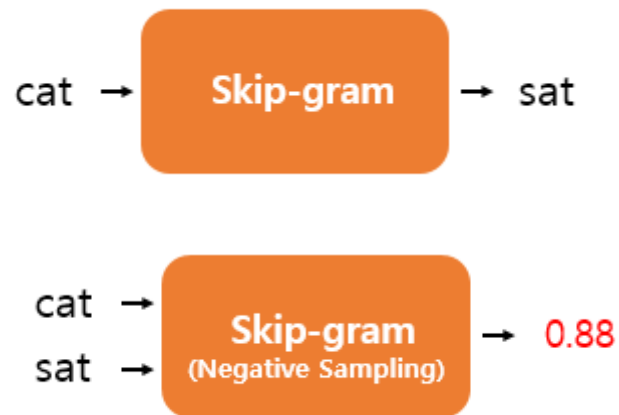 cat → Skip-gram → sat
cat →
Skip-gram
(Negative Sampling)
sat →
→ 0.88